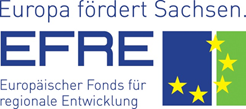 Europa fördert Sachsen.
EFRE
Europäischer Fonds für
regionale Entwicklung